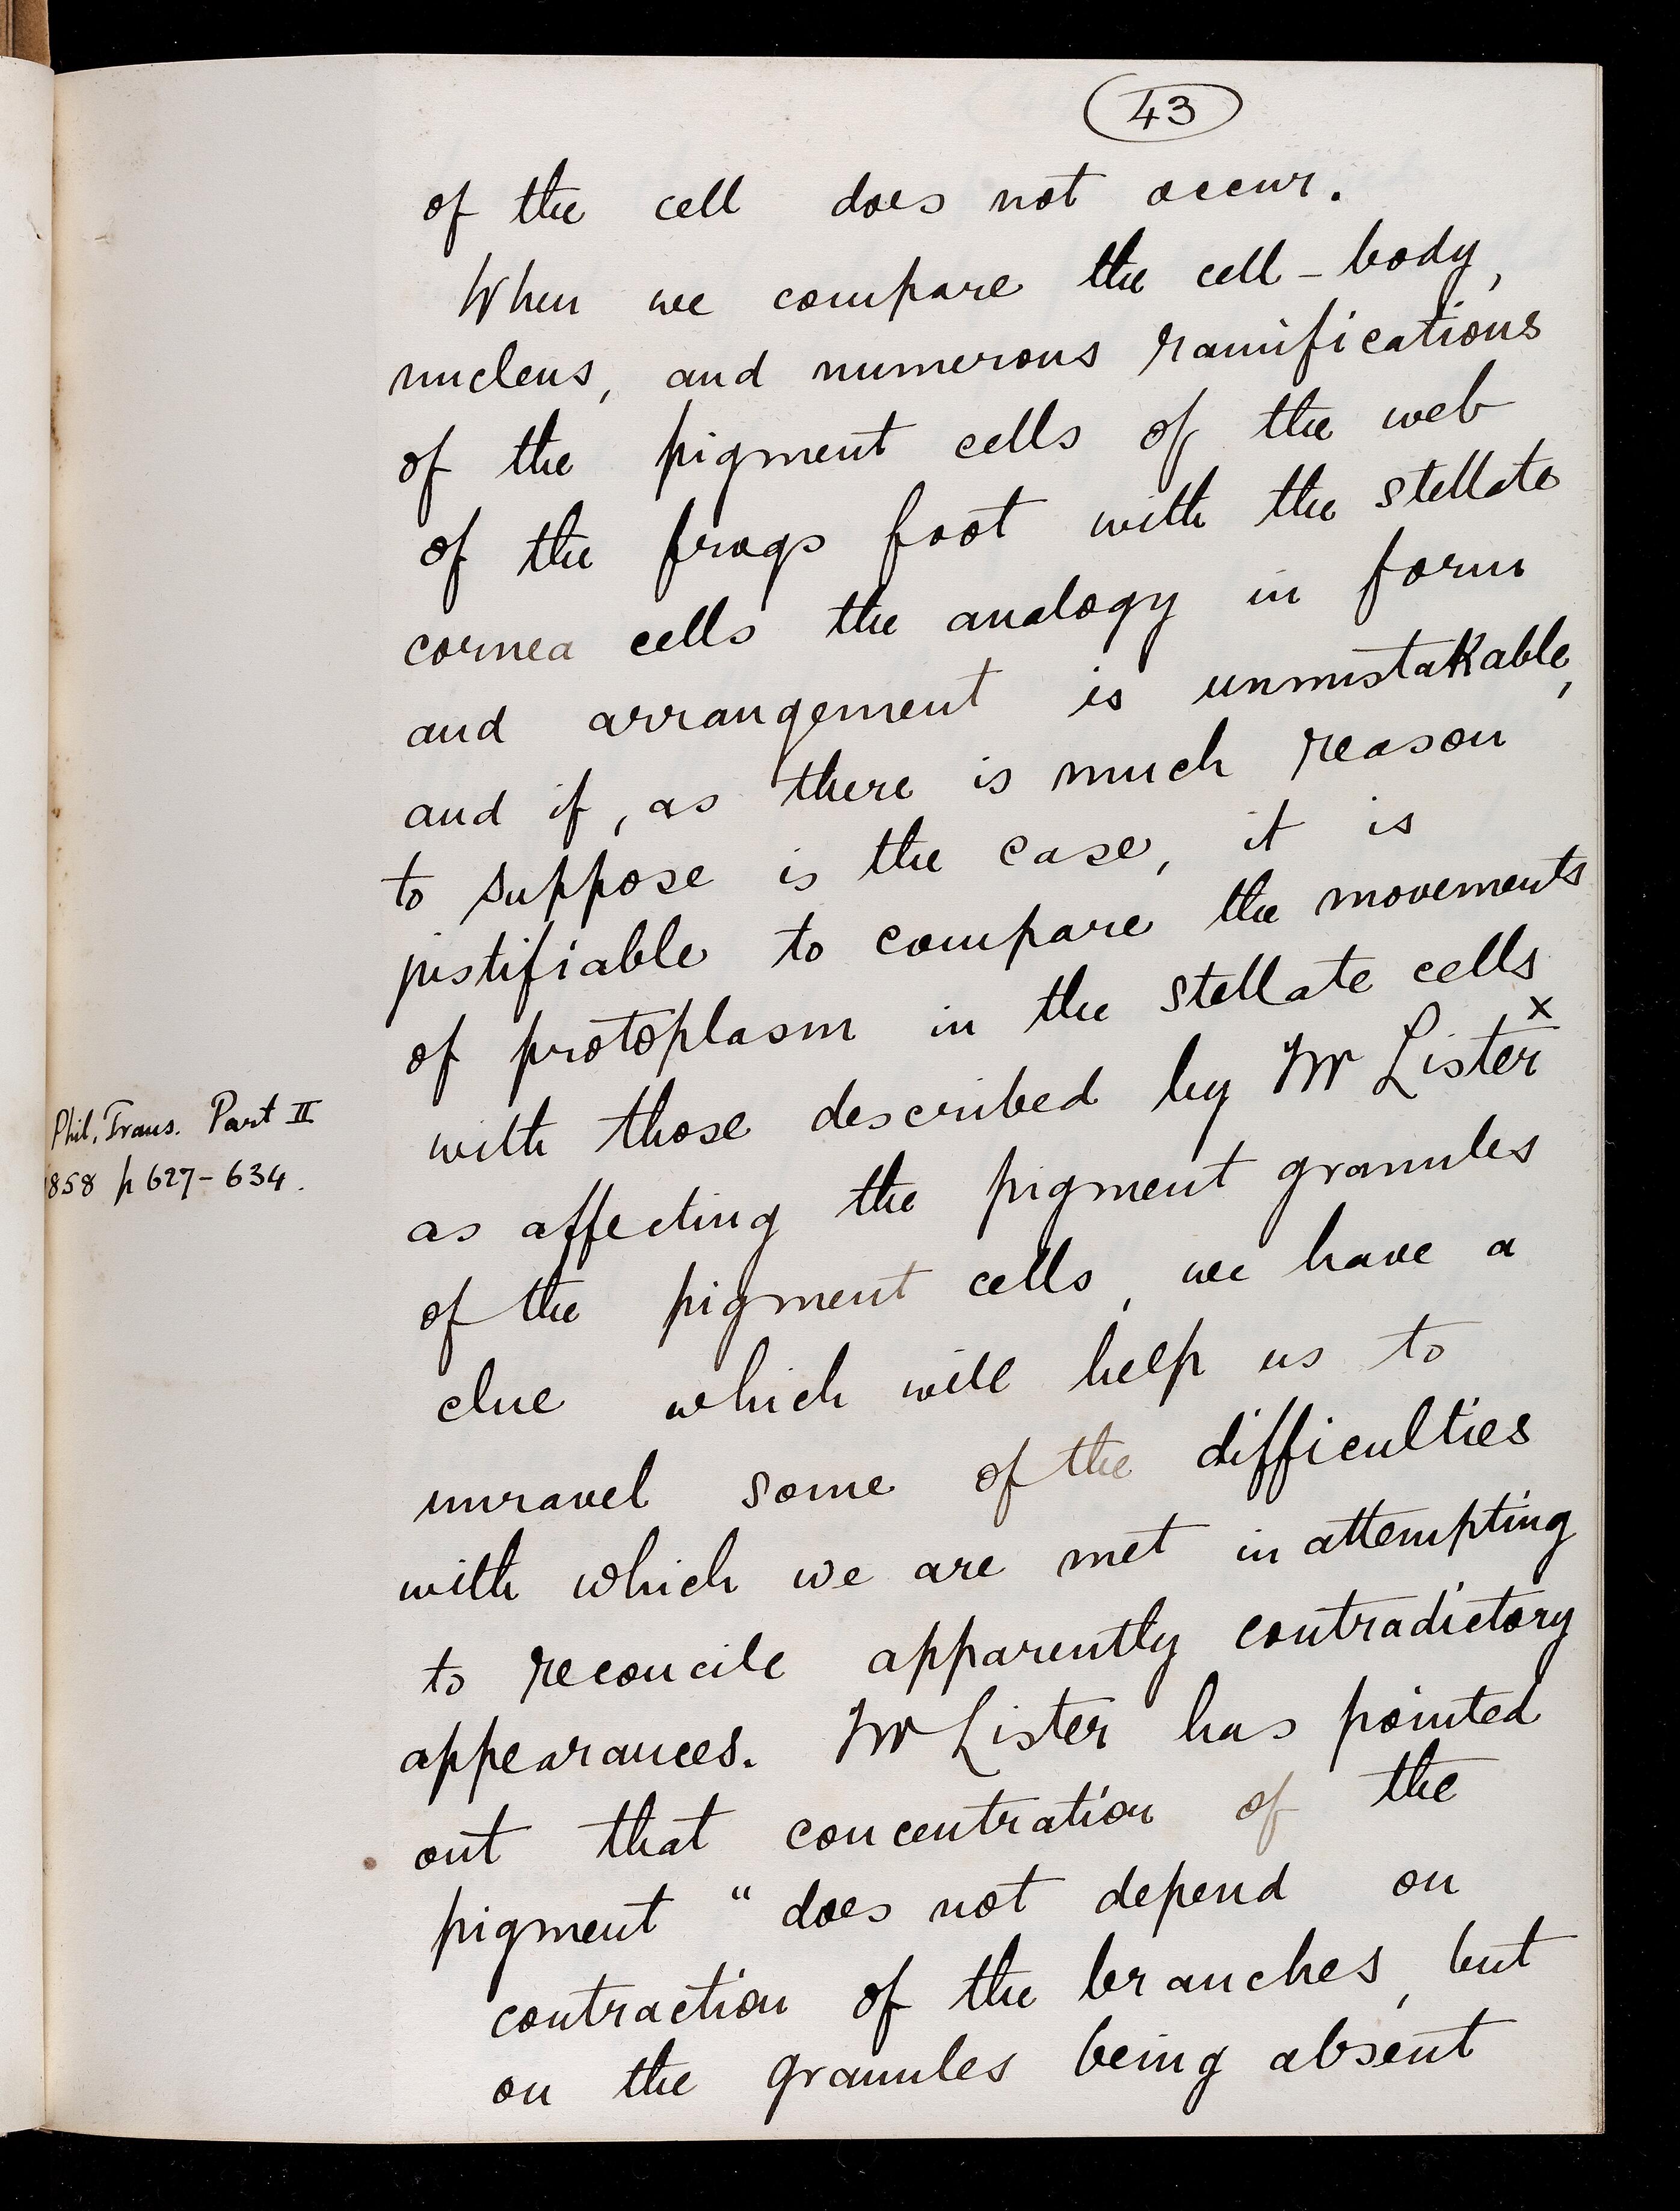 43
of the cell does not occur.
When we compare the cell-body,
nucleus, and numerous ramifications
of the pigment cells of the web
of the frogs foot with the stellate
cornea cells the analogy in form
and arrangement is unmistakable,
and if, as there is much reason
to suppose is the case, it is
justifiable to compare the movements
of protoplasm in the stellate cells
with those described by Mr Lister x
Phil. Trans. Part II
1858 p 627-634.
as affecting the pigment granules
of the pigment cells, we have a
clue which will help us to
unravel some of the difficulties
with which we are met in attempting
to reconcile apparently contradictory
appearances. Mr Lister has pointed
out that concentration of the
pigment "does not depend on
contraction of the branches, but
on the granules being absent